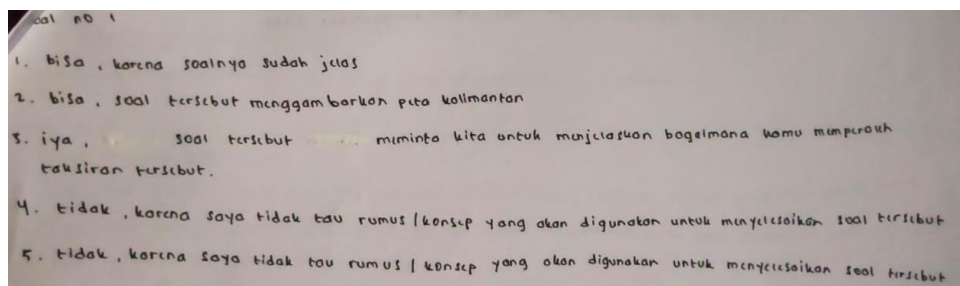 soal no 1
1. bisa, karena soalnya sudah jelas
2. bisa, soal tersebut menggambarkan peta kalimantan
3. iya, soal tersebut meminta kita untuk menjelaskan bagaimana kamu memperoleh
taksiran tersebut.
4. tidak, karena saya tidak tau rumus / konsep yang akan digunakan untuk menyelesaikan soal tersebut
5. tidak, karena saya tidak tau rumus / konsep yang akan digunakan untuk menyelesaikan soal tersebut